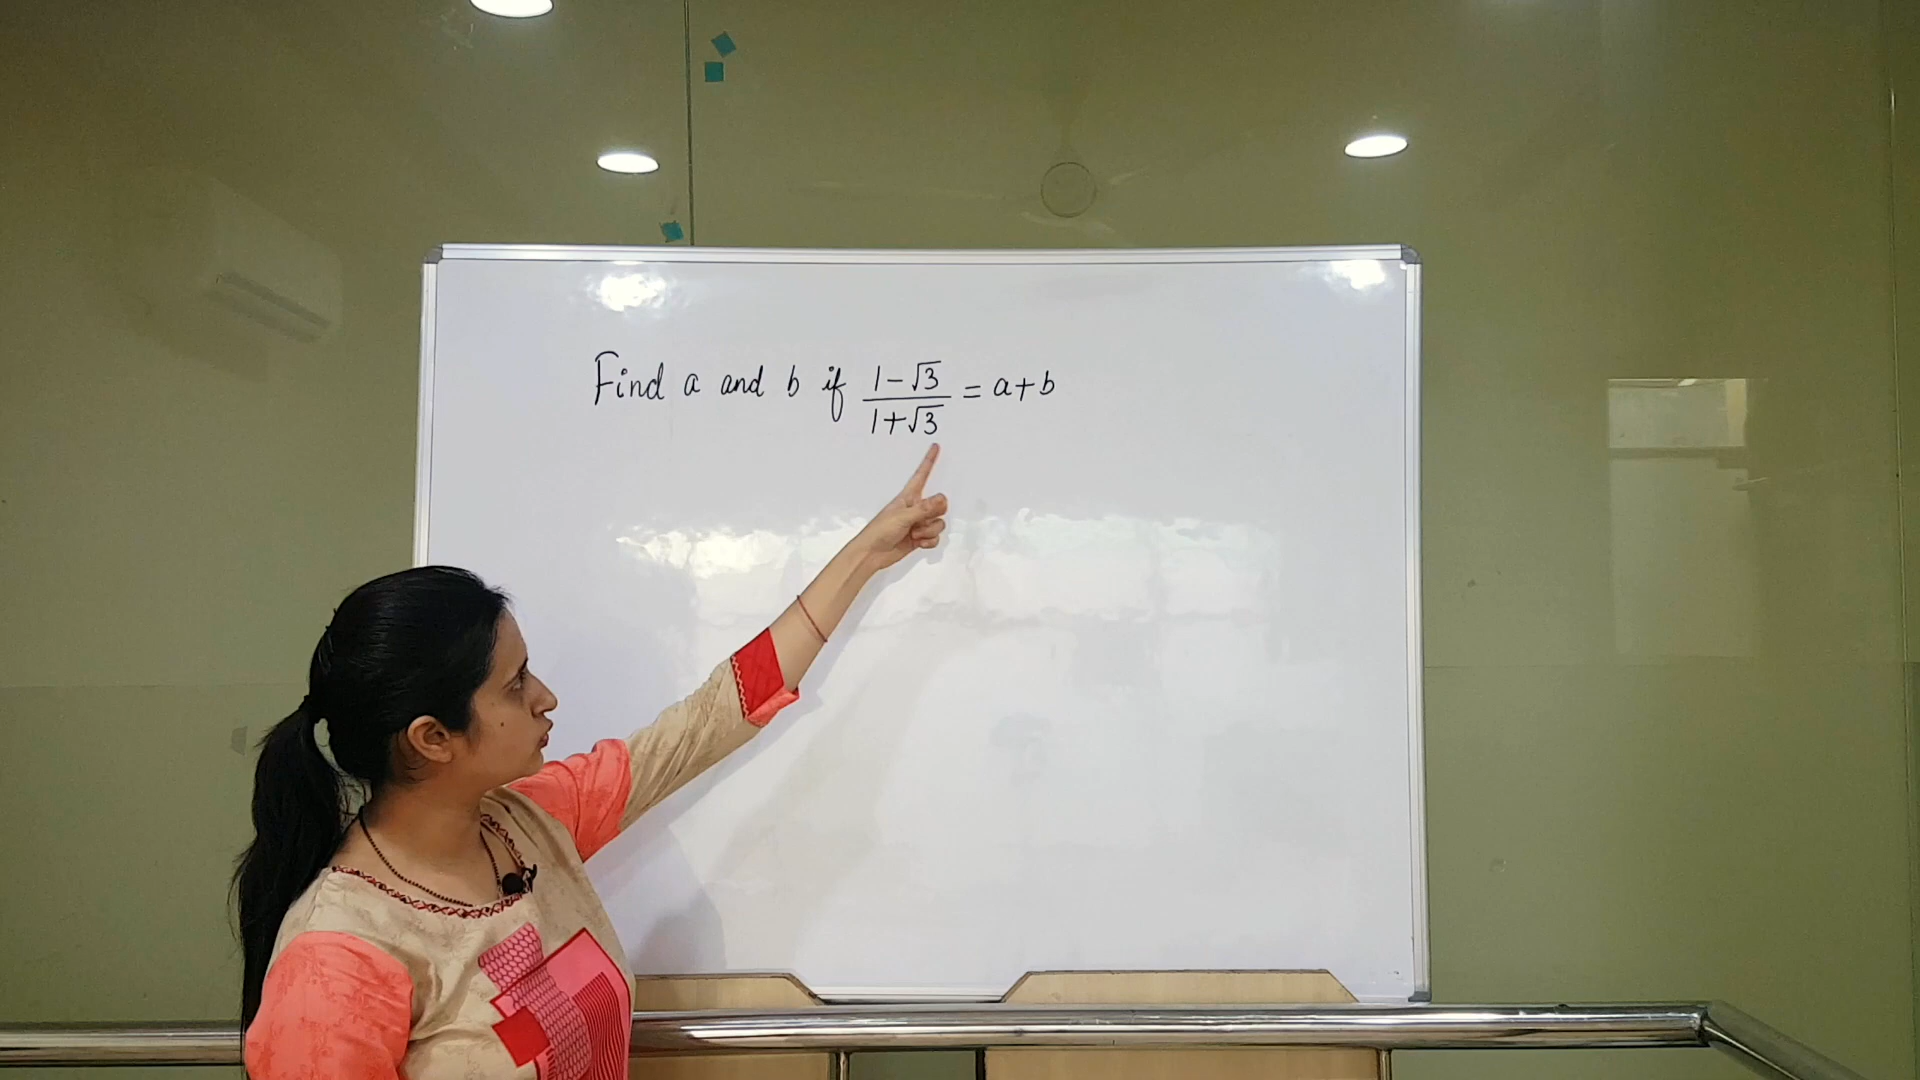 Find a and b if (1-√3)/(1+√3) = a+b